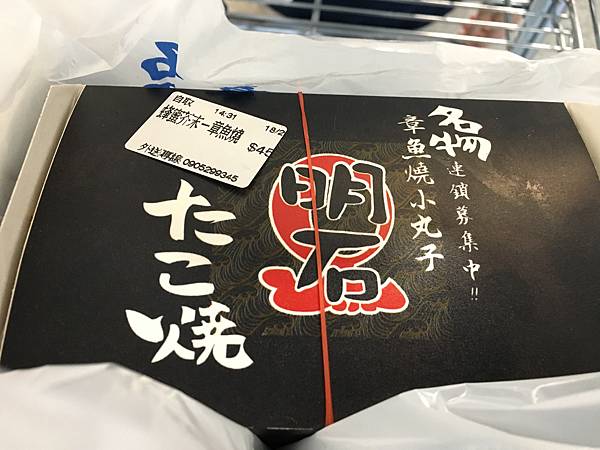 自取 14:31 18/2
蜂蜜芥末-章魚燒
$45
外送專線 0905299345
名物
章魚燒小丸子
連鎖募集中!!
明石
たこ焼